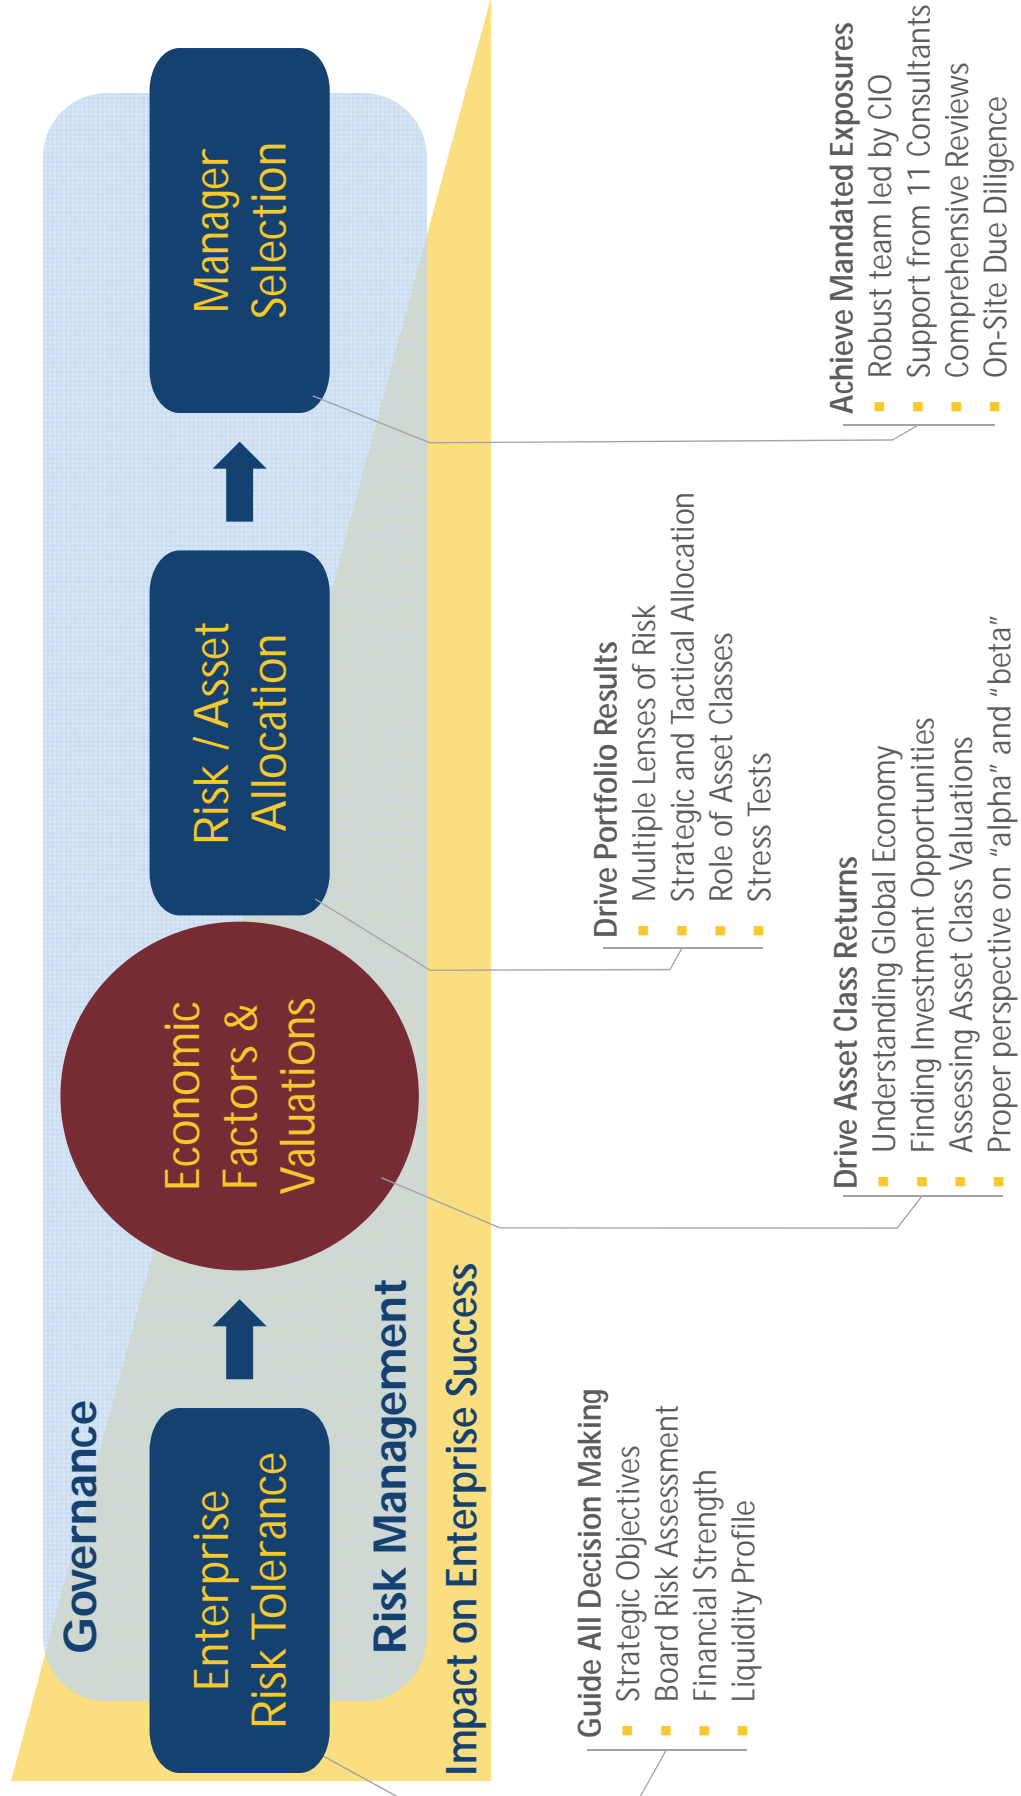 Governance
Enterprise
Risk Tolerance
Economic
Factors &
Valuations
Risk / Asset
Allocation
Manager
Selection
Risk Management
Impact on Enterprise Success
Guide All Decision Making
Strategic Objectives
Board Risk Assessment
Financial Strength
Liquidity Profile
Drive Asset Class Returns
Understanding Global Economy
Finding Investment Opportunities
Assessing Asset Class Valuations
Proper perspective on “alpha” and “beta”
Drive Portfolio Results
Multiple Lenses of Risk
Strategic and Tactical Allocation
Role of Asset Classes
Stress Tests
Achieve Mandated Exposures
Robust team led by CIO
Support from 11 Consultants
Comprehensive Reviews
On-Site Due Diligence